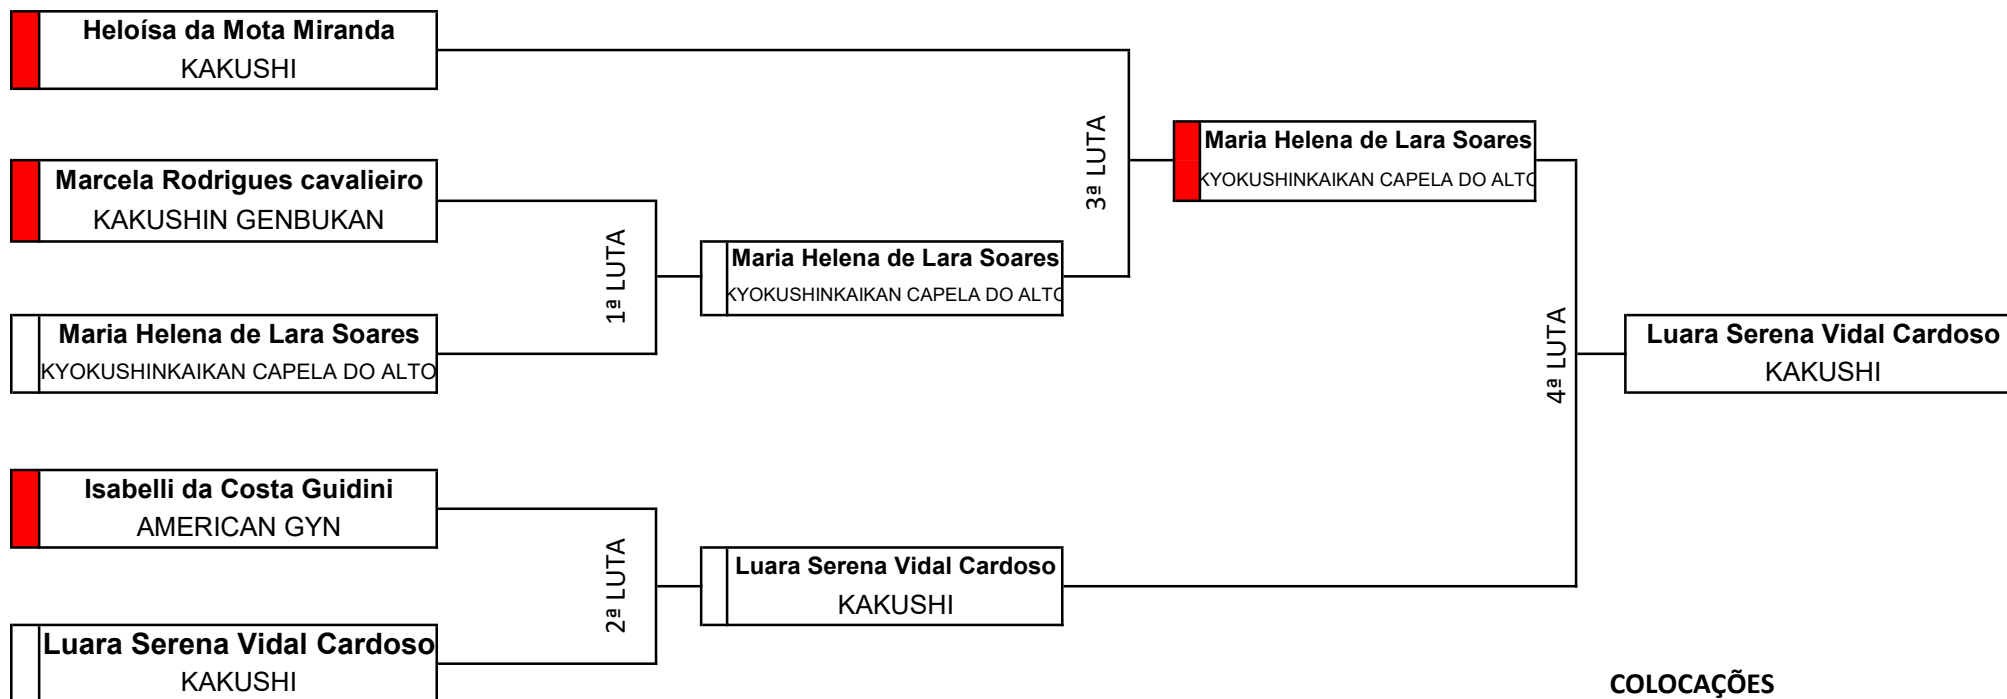 Heloísa da Mota Miranda
KAKUSHI
Marcela Rodrigues cavalieiro
KAKUSHIN GENBUKAN
1ª LUTA
Maria Helena de Lara Soares
KYOKUSHINKAIKAN CAPELA DO ALTO
Isabelli da Costa Guidini
AMERICAN GYN
2ª LUTA
Luara Serena Vidal Cardoso
KAKUSHI
Maria Helena de Lara Soares
KYOKUSHINKAIKAN CAPELA DO ALTO
3ª LUTA
Luara Serena Vidal Cardoso
KAKUSHI
Maria Helena de Lara Soares
KYOKUSHINKAIKAN CAPELA DO ALTO
4ª LUTA
Luara Serena Vidal Cardoso
KAKUSHI
COLOCAÇÕES